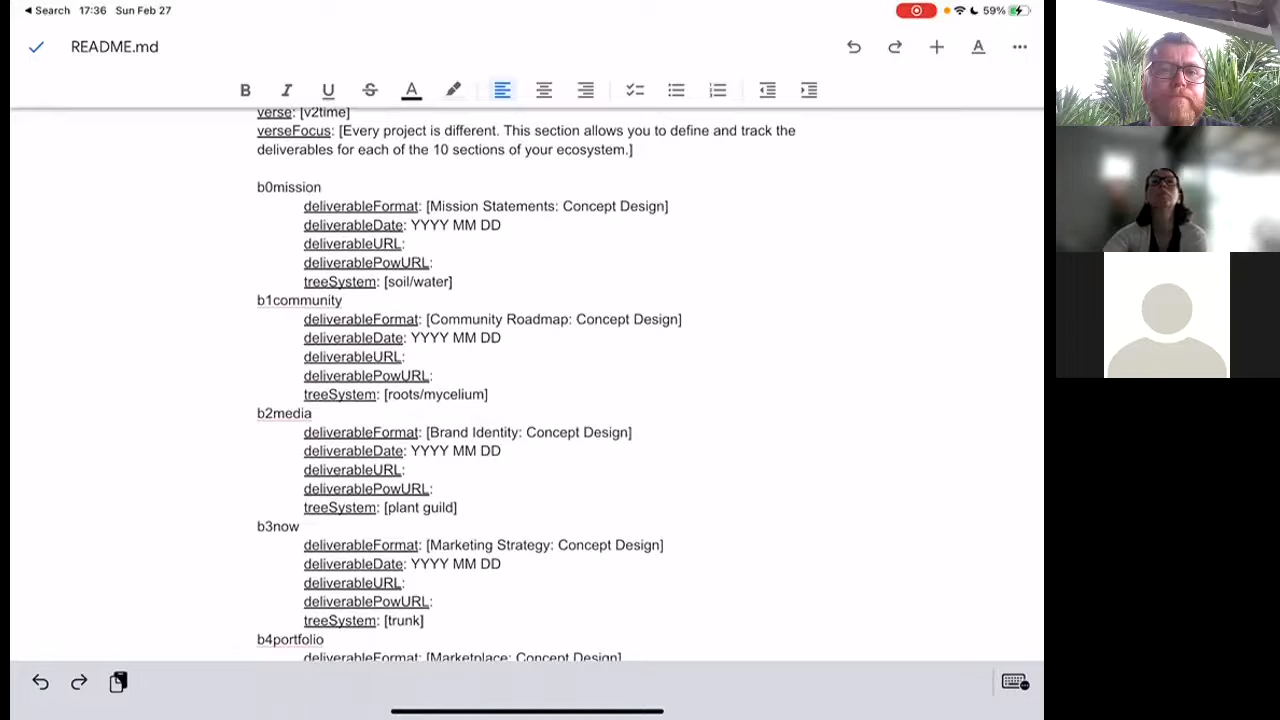 Search 17:36 Sun Feb 27 59%
README.md
B I U S A
verse: [v2time]
verseFocus: [Every project is different. This section allows you to define and track the
deliverables for each of the 10 sections of your ecosystem.]
b0mission
deliverableFormat: [Mission Statements: Concept Design]
deliverableDate: YYYY MM DD
deliverableURL:
deliverablePowURL:
treeSystem: [soil/water]
b1community
deliverableFormat: [Community Roadmap: Concept Design]
deliverableDate: YYYY MM DD
deliverableURL:
deliverablePowURL:
treeSystem: [roots/mycelium]
b2media
deliverableFormat: [Brand Identity: Concept Design]
deliverableDate: YYYY MM DD
deliverableURL:
deliverablePowURL:
treeSystem: [plant guild]
b3now
deliverableFormat: [Marketing Strategy: Concept Design]
deliverableDate: YYYY MM DD
deliverableURL:
deliverablePowURL:
treeSystem: [trunk]
b4portfolio
deliverableFormat: [Marketplace: Concept Design]